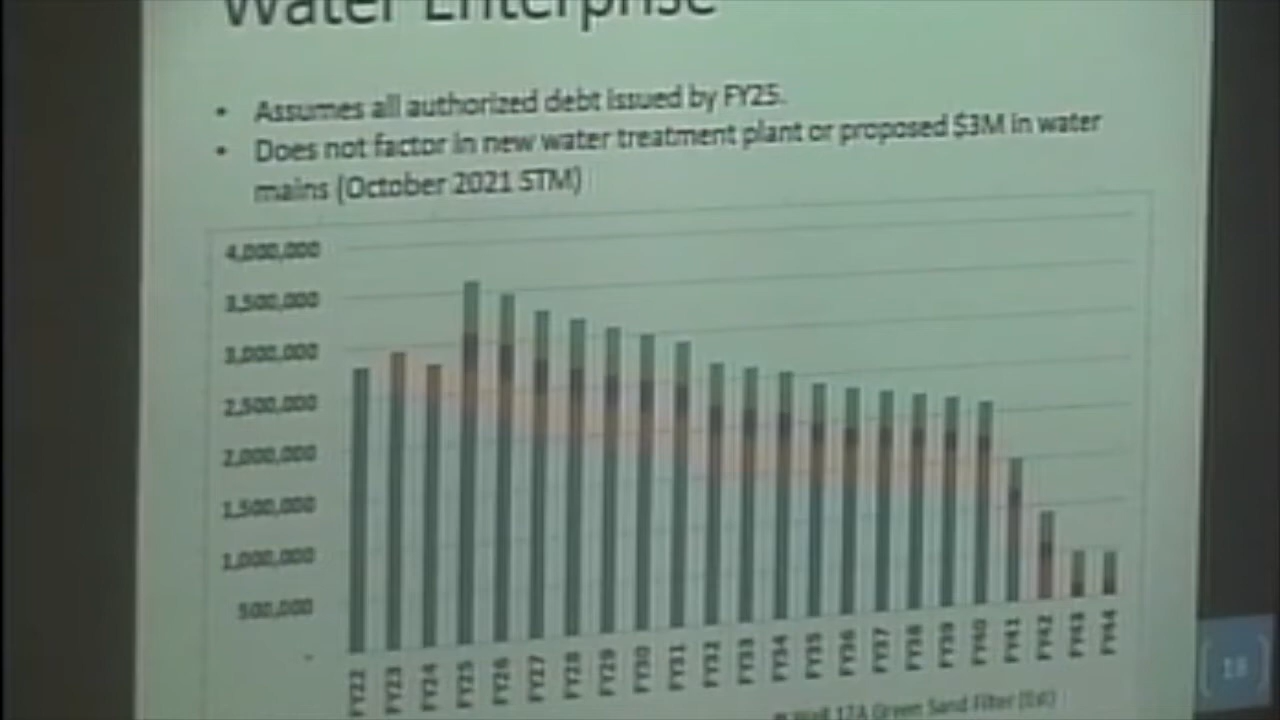 Water Enterprise
• Assumes all authorized debt issued by FY25.
• Does not factor in new water treatment plant or proposed $3M in water
mains (October 2021 STM)
4,000,000
3,500,000
3,000,000
2,500,000
2,000,000
1,500,000
1,000,000
500,000
-
FY22 FY23 FY24 FY25 FY26 FY27 FY28 FY29 FY30 FY31 FY32 FY33 FY34 FY35 FY36 FY37 FY38 FY39 FY40 FY41 FY42 FY43 FY44
Well 17A Green Sand Filter (Est)